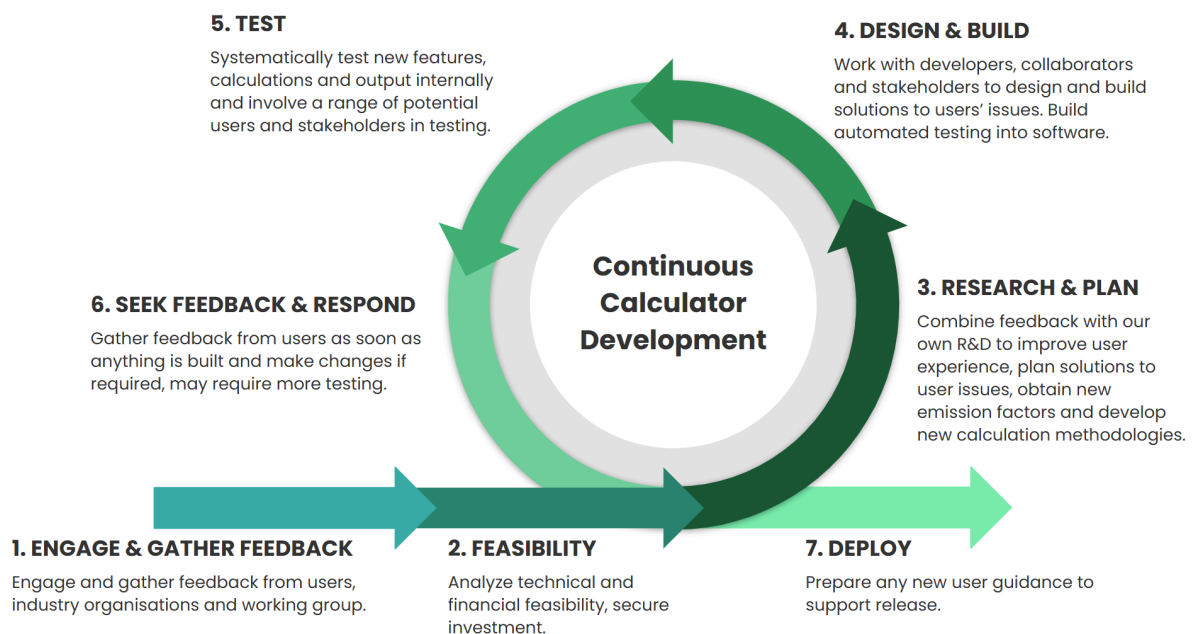 5. TEST
Systematically test new features,
calculations and output internally
and involve a range of potential
users and stakeholders in testing.
4. DESIGN & BUILD
Work with developers, collaborators
and stakeholders to design and build
solutions to users’ issues. Build
automated testing into software.
Continuous
Calculator
Development
6. SEEK FEEDBACK & RESPOND
Gather feedback from users as soon as
anything is built and make changes if
required, may require more testing.
3. RESEARCH & PLAN
Combine feedback with our
own R&D to improve user
experience, plan solutions to
user issues, obtain new
emission factors and develop
new calculation methodologies.
1. ENGAGE & GATHER FEEDBACK
Engage and gather feedback from users,
industry organisations and working group.
2. FEASIBILITY
Analyze technical and
financial feasibility, secure
investment.
7. DEPLOY
Prepare any new user guidance to
support release.